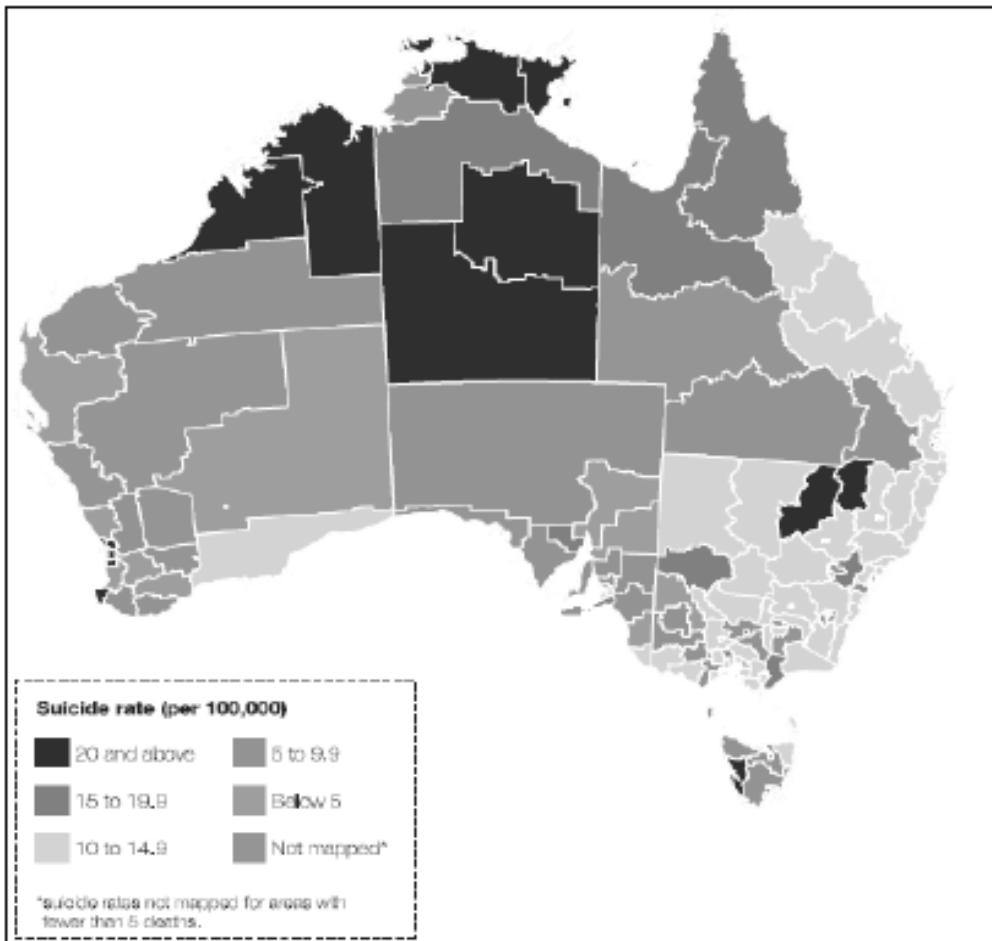 Suicide rate (per 100,000)
20 and above
5 to 9.9
15 to 19.9
Below 5
10 to 14.9
Not mapped*
*suicide rates not mapped for areas with
fewer than 5 deaths.